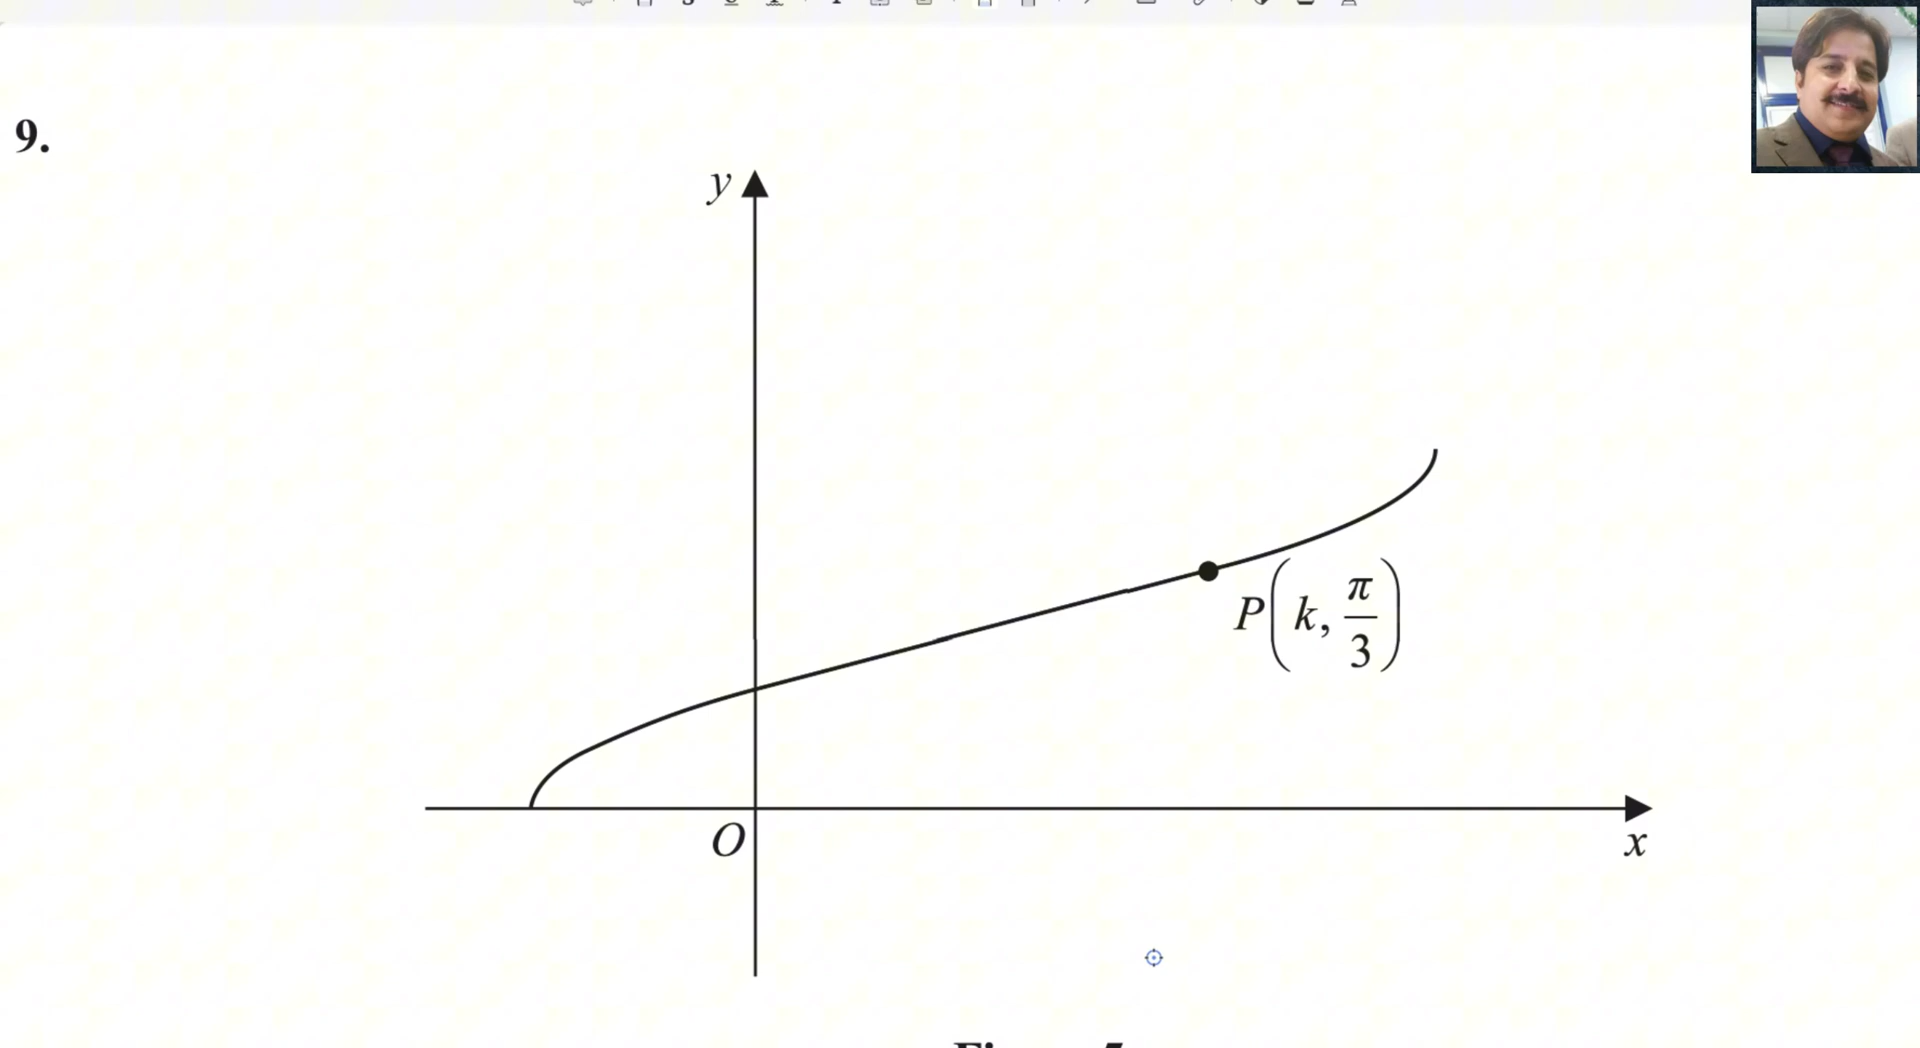 9.
y
P(k, π/3)
O
x